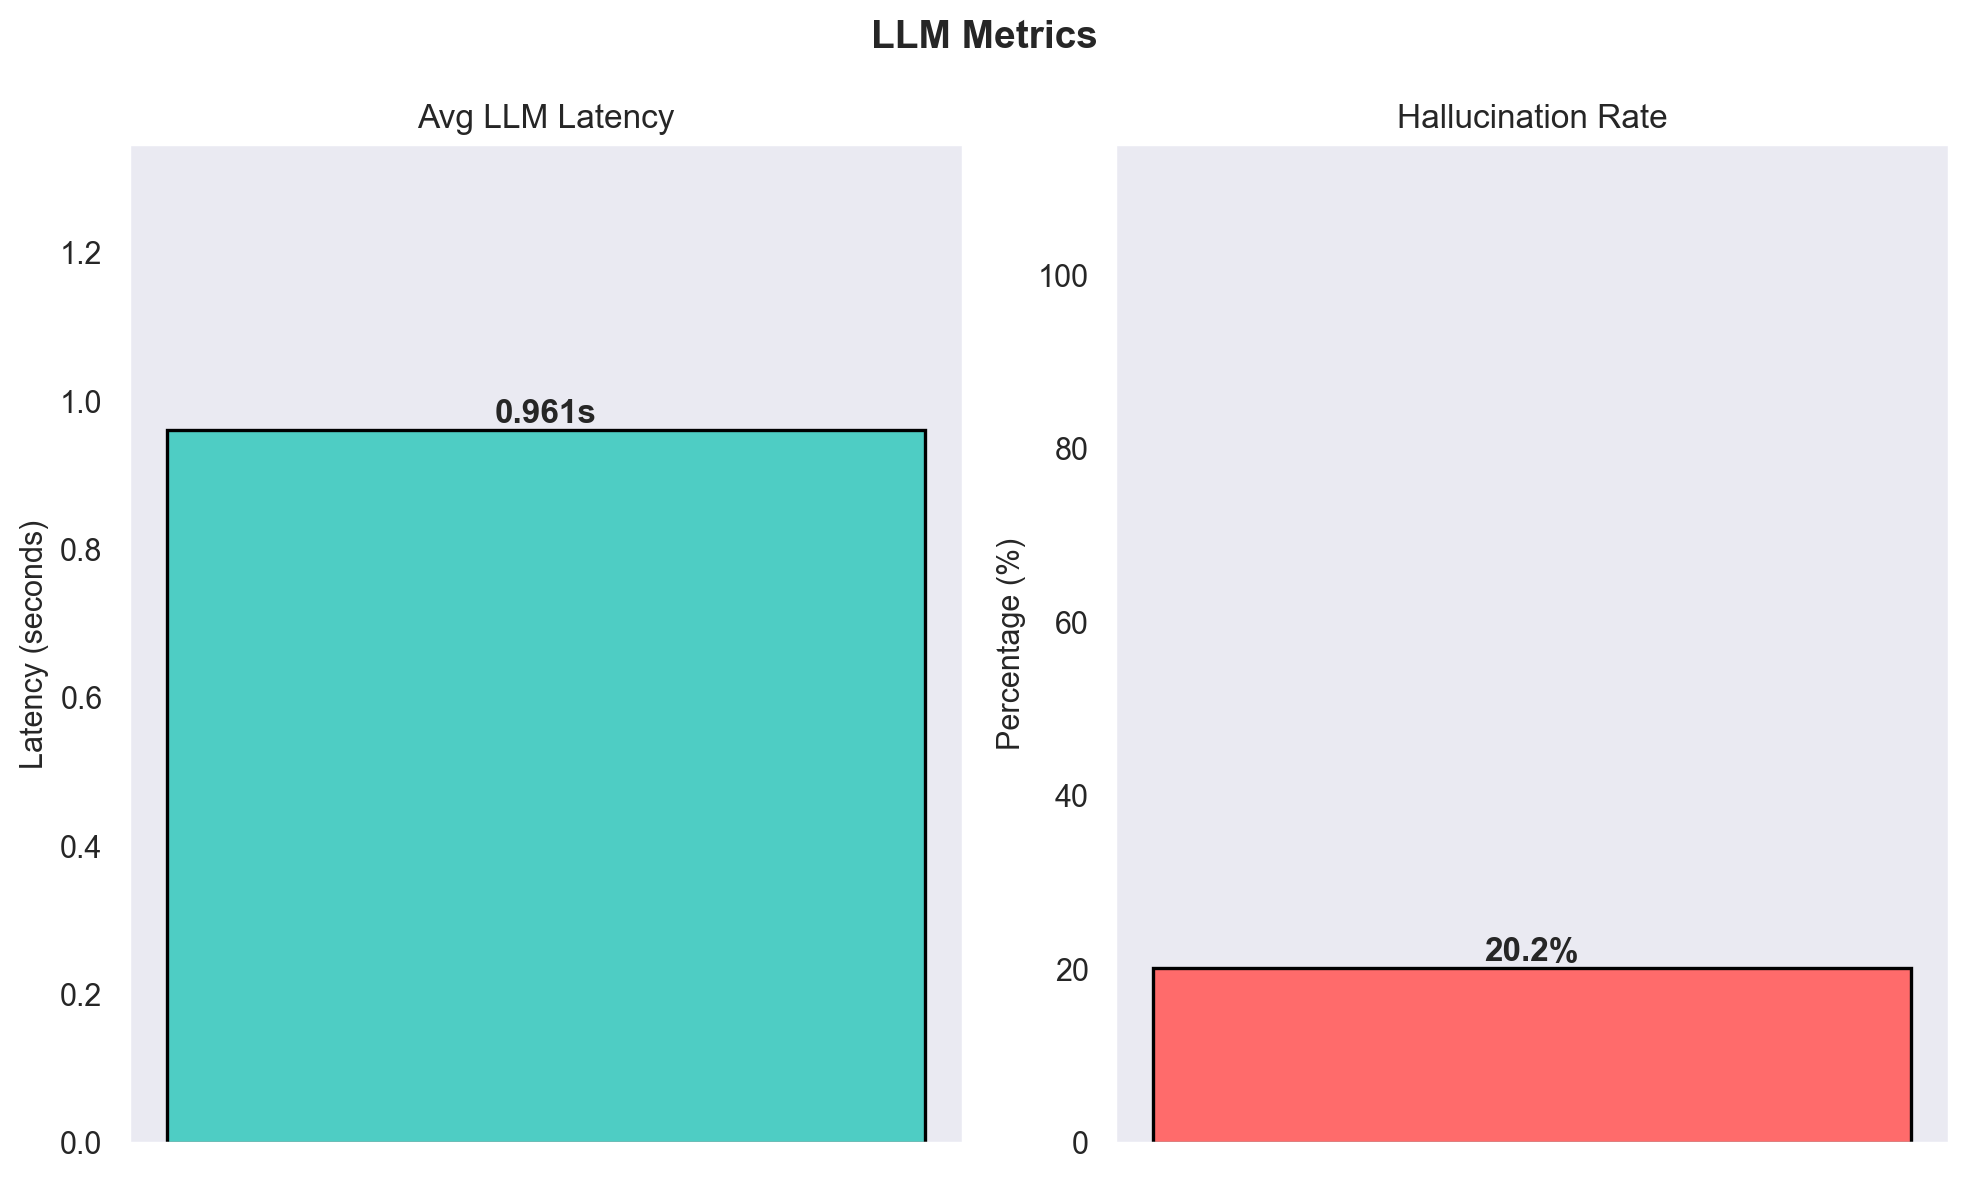 LLM Metrics
Avg LLM Latency
Latency (seconds)
1.2
1.0
0.8
0.6
0.4
0.2
0.0
0.961s
Hallucination Rate
Percentage (%)
100
80
60
40
20
0
20.2%